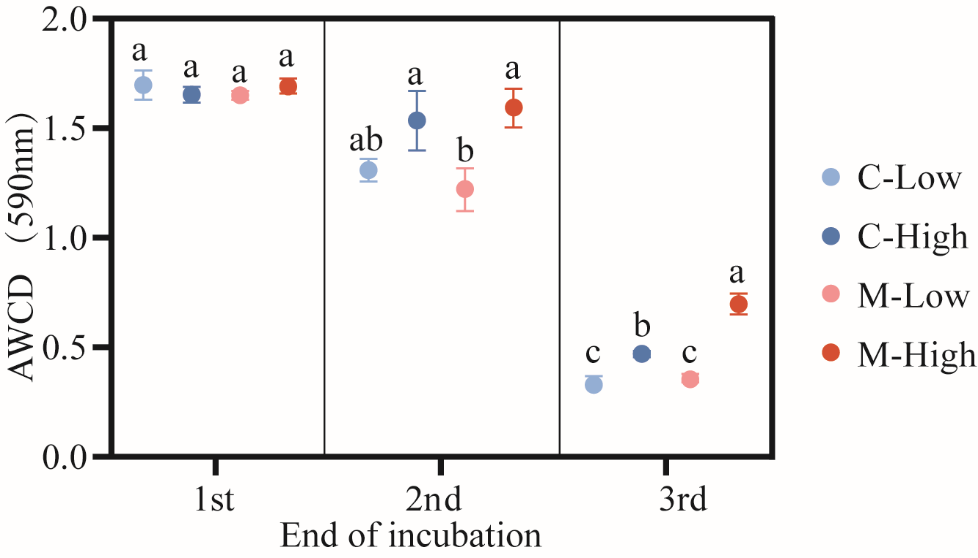 2.0
1.5
1.0
0.5
0.0
AWCD （590nm）
a a a a
ab a b a
c b c a
1st 2nd 3rd
End of incubation
C-Low
C-High
M-Low
M-High